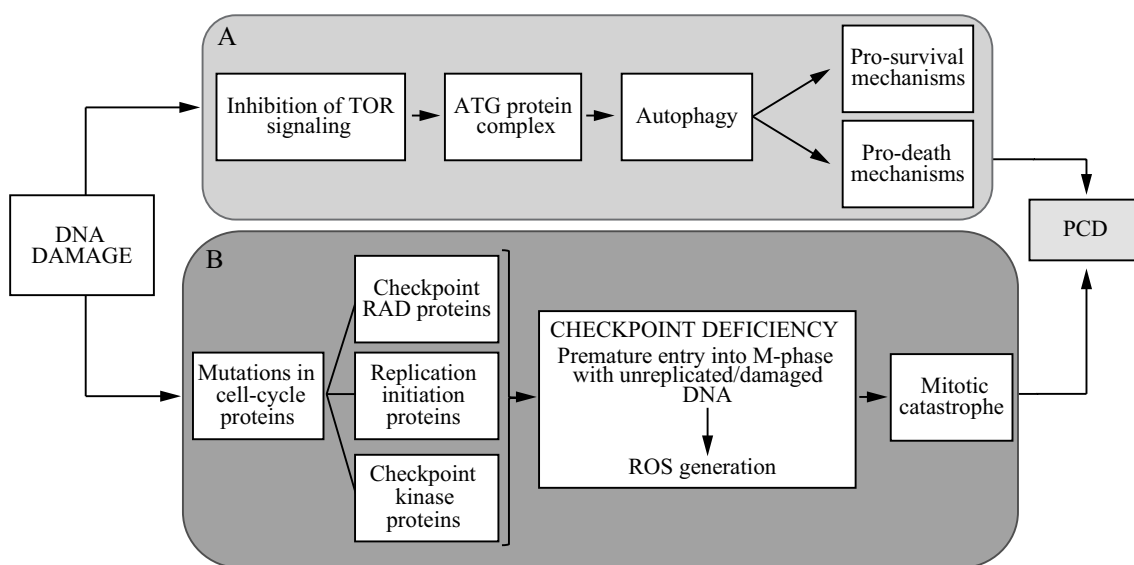 A
Inhibition of TOR
signaling
ATG protein
complex
Autophagy
Pro-survival
mechanisms
Pro-death
mechanisms
DNA
DAMAGE
PCD
B
Mutations in
cell-cycle
proteins
Checkpoint
RAD proteins
Replication
initiation
proteins
Checkpoint
kinase
proteins
CHECKPOINT DEFICIENCY
Premature entry into M-phase
with unreplicated/damaged
DNA
ROS generation
Mitotic
catastrophe